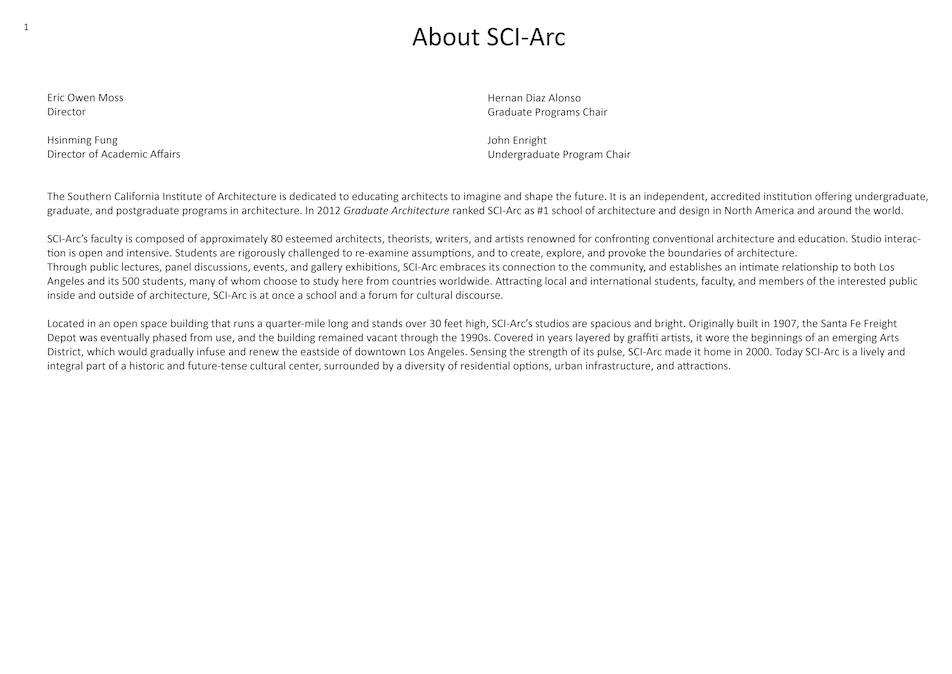 1
About SCI-Arc
Eric Owen Moss
Director
Hsinming Fung
Director of Academic Affairs
Hernan Diaz Alonso
Graduate Programs Chair
John Enright
Undergraduate Program Chair
The Southern California Institute of Architecture is dedicated to educating architects to imagine and shape the future. It is an independent, accredited institution offering undergraduate,
graduate, and postgraduate programs in architecture. In 2012 Graduate Architecture ranked SCI-Arc as #1 school of architecture and design in North America and around the world.
SCI-Arc's faculty is composed of approximately 80 esteemed architects, theorists, writers, and artists renowned for confronting conventional architecture and education. Studio interac-
tion is open and intensive. Students are rigorously challenged to re-examine assumptions, and to create, explore, and provoke the boundaries of architecture.
Through public lectures, panel discussions, events, and gallery exhibitions, SCI-Arc embraces its connection to the community, and establishes an intimate relationship to both Los
Angeles and its 500 students, many of whom choose to study here from countries worldwide. Attracting local and international students, faculty, and members of the interested public
inside and outside of architecture, SCI-Arc is at once a school and a forum for cultural discourse.
Located in an open space building that runs a quarter-mile long and stands over 30 feet high, SCI-Arc's studios are spacious and bright. Originally built in 1907, the Santa Fe Freight
Depot was eventually phased from use, and the building remained vacant through the 1990s. Covered in years layered by graffiti artists, it wore the beginnings of an emerging Arts
District, which would gradually infuse and renew the eastside of downtown Los Angeles. Sensing the strength of its pulse, SCI-Arc made it home in 2000. Today SCI-Arc is a lively and
integral part of a historic and future-tense cultural center, surrounded by a diversity of residential options, urban infrastructure, and attractions.